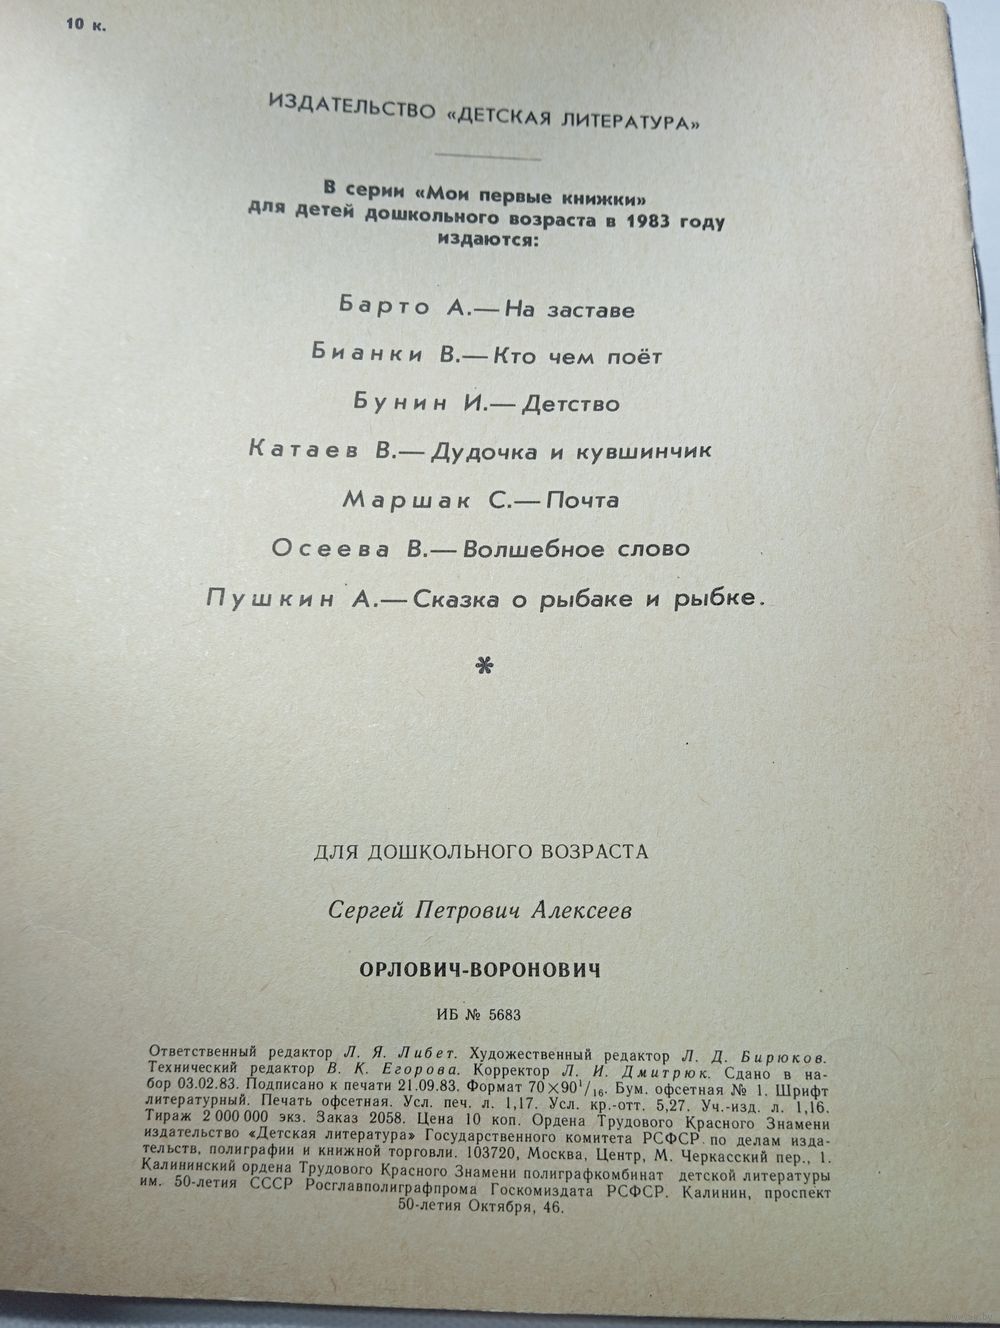 10 к.
ИЗДАТЕЛЬСТВО «ДЕТСКАЯ ЛИТЕРАТУРА»
В серии «Мои первые книжки»
для детей дошкольного возраста в 1983 году
издаются:
Барто А.— На заставе
Бианки В.— Кто чем поёт
Бунин И.— Детство
Катаев В.— Дудочка и кувшинчик
Маршак С.— Почта
Осеева В.— Волшебное слово
Пушкин А.— Сказка о рыбаке и рыбке.
*
ДЛЯ ДОШКОЛЬНОГО ВОЗРАСТА
Сергей Петрович Алексеев
ОРЛОВИЧ-ВОРОНОВИЧ
ИБ № 5683
Ответственный редактор Л. Я. Либет. Художественный редактор Л. Д. Бирюков.
Технический редактор В. К. Егорова. Корректор Л. И. Дмитрюк. Сдано в на-
бор 03.02.83. Подписано к печати 21.09.83. Формат 70×90¹/₁₆. Бум. офсетная № 1. Шрифт
литературный. Печать офсетная. Усл. печ. л. 1,17. Усл. кр.-отт. 5,27. Уч.-изд. л. 1,16.
Тираж 2 000 000 экз. Заказ 2058. Цена 10 коп. Ордена Трудового Красного Знамени
издательство «Детская литература» Государственного комитета РСФСР по делам изда-
тельств, полиграфии и книжной торговли. 103720, Москва, Центр, М. Черкасский пер., 1.
Калининский ордена Трудового Красного Знамени полиграфкомбинат детской литературы
им. 50-летия СССР Росглавполиграфпрома Госкомиздата РСФСР. Калинин, проспект
50-летия Октября, 46.